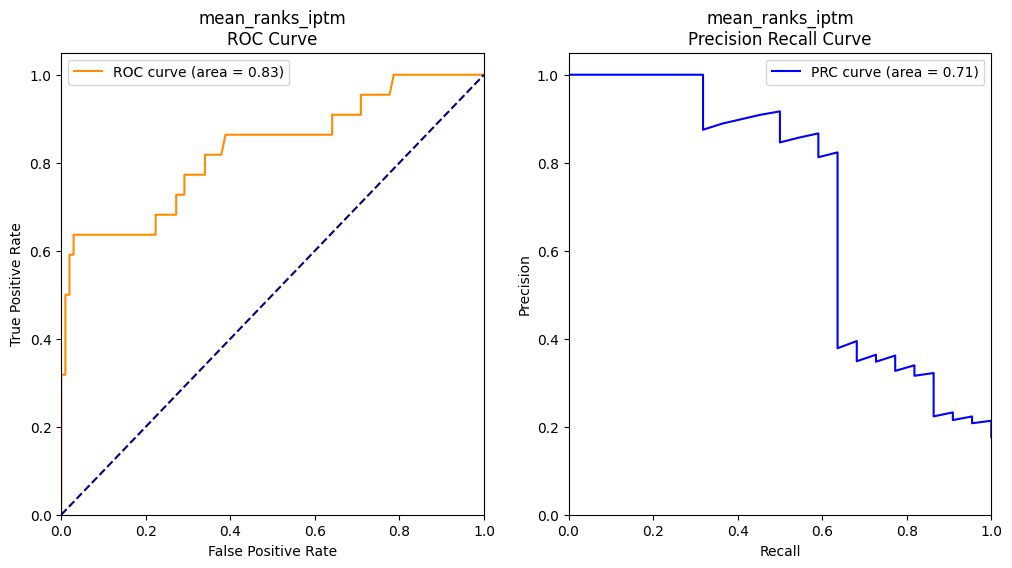 mean_ranks_iptm
ROC Curve
ROC curve (area = 0.83)
True Positive Rate
1.0
0.8
0.6
0.4
0.2
0.0
0.0 0.2 0.4 0.6 0.8 1.0
False Positive Rate
mean_ranks_iptm
Precision Recall Curve
PRC curve (area = 0.71)
Precision
1.0
0.8
0.6
0.4
0.2
0.0
0.0 0.2 0.4 0.6 0.8 1.0
Recall